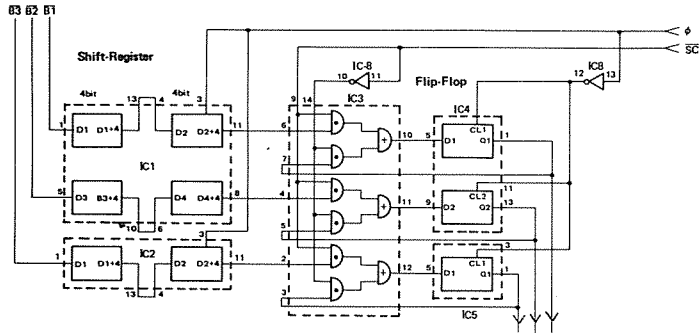 B3 B2 B1
φ
SC
Shift-Register
Flip-Flop
IC-8
10 11
IC8
12 13
4bit 13 4 4bit 3
9 14
IC3
IC4
1 D1 D1+4 D2 D2+4 11
6
10 5 D1 CL1 Q1 1
7
IC1
5 D3 B3+4 D4 D4+4 8
4
11 9 D2 CL2 Q2 13
11
10 6
5
IC2
3
3
1 D1 D1+4 D2 D2+4 11
2
12 5 D1 CL1 Q1 1
13 4
3
IC5